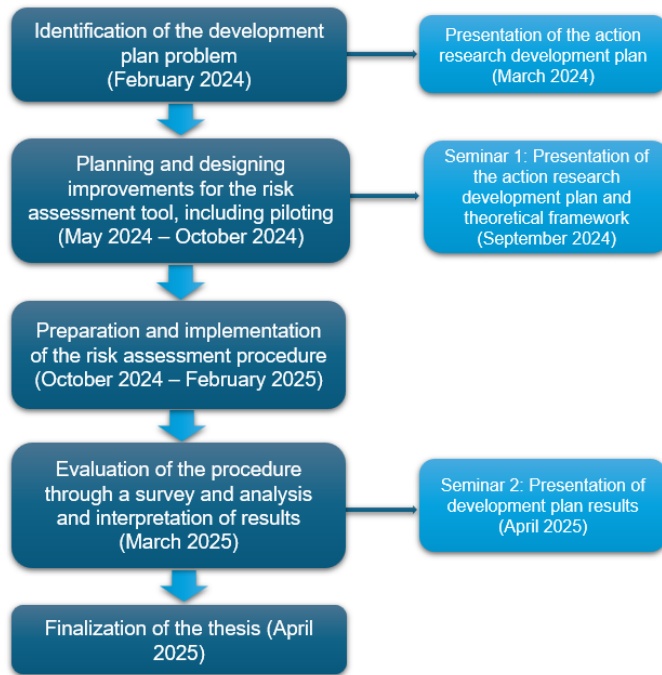 Identification of the development
plan problem
(February 2024)
Presentation of the action
research development plan
(March 2024)
Planning and designing
improvements for the risk
assessment tool, including piloting
(May 2024 – October 2024)
Seminar 1: Presentation of
the action research
development plan and
theoretical framework
(September 2024)
Preparation and implementation
of the risk assessment procedure
(October 2024 – February 2025)
Evaluation of the procedure
through a survey and analysis
and interpretation of results
(March 2025)
Seminar 2: Presentation of
development plan results
(April 2025)
Finalization of the thesis (April
2025)